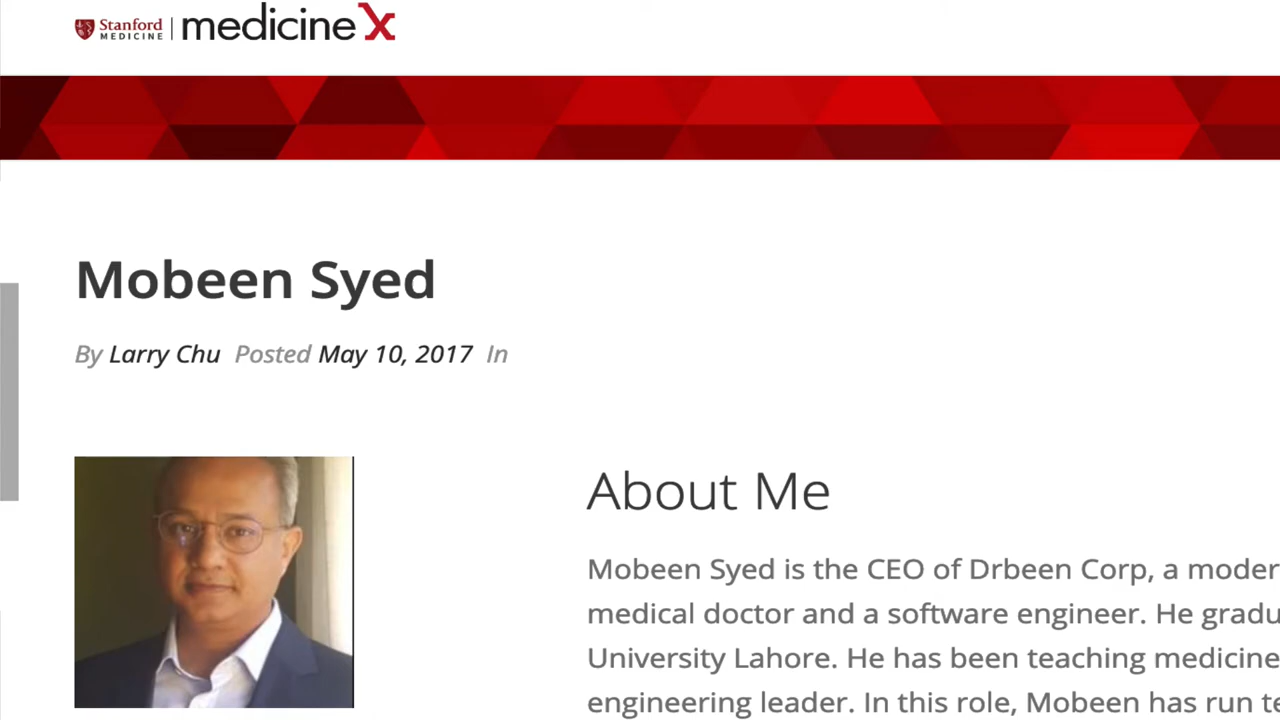 Stanford MEDICINE | medicine X
Mobeen Syed
By Larry Chu Posted May 10, 2017 In
About Me
Mobeen Syed is the CEO of Drbeen Corp, a moder
medical doctor and a software engineer. He gradu
University Lahore. He has been teaching medicine
engineering leader. In this role, Mobeen has run te